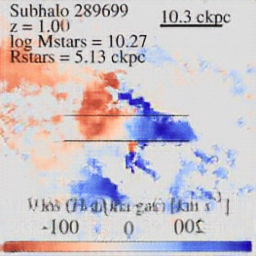 Subhalo 289699
z = 1.00
log Mstars = 10.27
Rstars = 5.13 ckpc
10.3 ckpc
-100 0